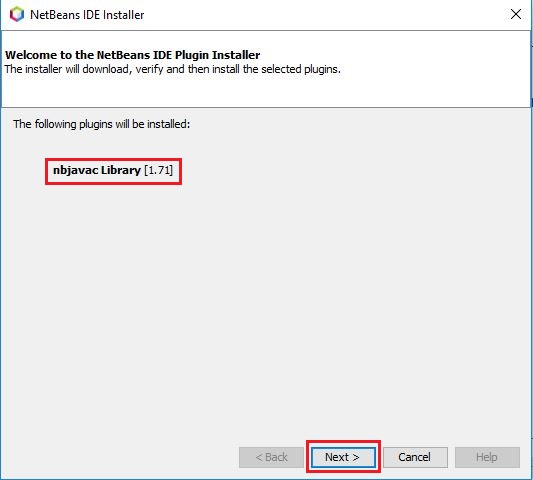 NetBeans IDE Installer
Welcome to the NetBeans IDE Plugin Installer
The installer will download, verify and then install the selected plugins.
The following plugins will be installed:
nbjavac Library [1.71]
< Back
Next >
Cancel
Help